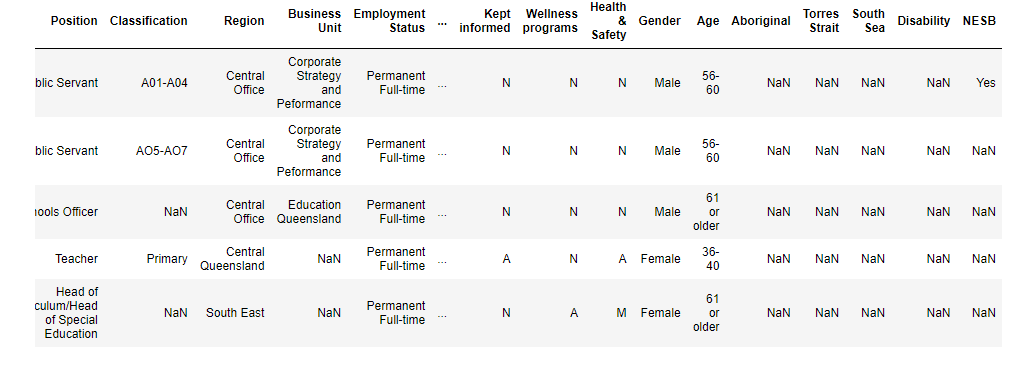 Position Classification Region Business Unit Employment Status ... Kept informed Wellness programs Health & Safety Gender Age Aboriginal Torres Strait South Sea Disability NESB
blic Servant A01-A04 Central Office Corporate Strategy and Peformance Permanent Full-time ... N N N Male 56-60 NaN NaN NaN NaN Yes
blic Servant AO5-AO7 Central Office Corporate Strategy and Peformance Permanent Full-time ... N N N Male 56-60 NaN NaN NaN NaN NaN
ools Officer NaN Central Office Education Queensland Permanent Full-time ... N N N Male 61 or older NaN NaN NaN NaN NaN
Teacher Primary Central Queensland NaN Permanent Full-time ... A N A Female 36-40 NaN NaN NaN NaN NaN
Head of culum/Head of Special Education NaN South East NaN Permanent Full-time ... N A M Female 61 or older NaN NaN NaN NaN NaN